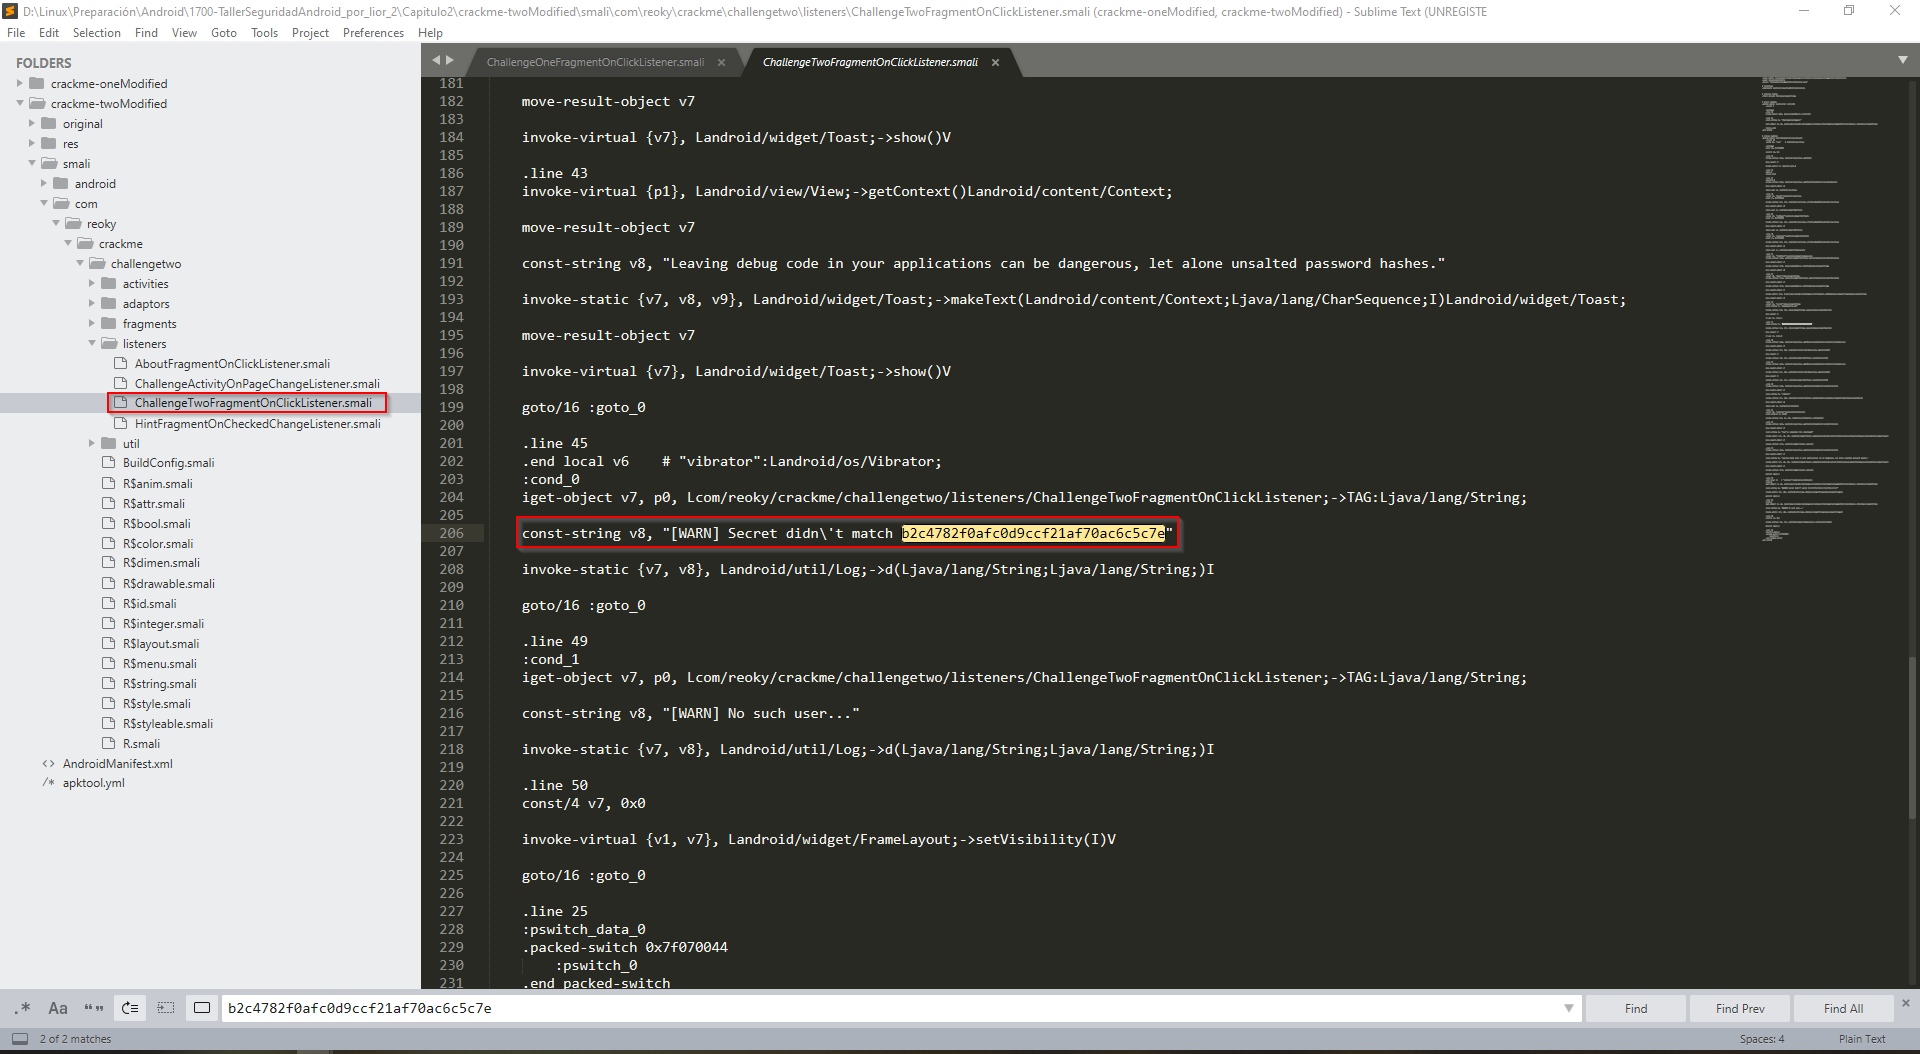 D:\Linux\Preparación\Android\1700-TallerSeguridadAndroid_por_lior_2\Capitulo2\crackme-twoModified\smali\com\reoky\crackme\challengetwo\listeners\ChallengeTwoFragmentOnClickListener.smali (crackme-oneModified, crackme-twoModified) - Sublime Text (UNREGISTE
File Edit Selection Find View Goto Tools Project Preferences Help
FOLDERS
crackme-oneModified
crackme-twoModified
original
res
smali
android
com
reoky
crackme
challengetwo
activities
adaptors
fragments
listeners
AboutFragmentOnClickListener.smali
ChallengeActivityOnPageChangeListener.smali
ChallengeTwoFragmentOnClickListener.smali
HintFragmentOnCheckedChangeListener.smali
util
BuildConfig.smali
R$anim.smali
R$attr.smali
R$bool.smali
R$color.smali
R$dimen.smali
R$drawable.smali
R$id.smali
R$integer.smali
R$layout.smali
R$menu.smali
R$string.smali
R$style.smali
R$styleable.smali
R.smali
<> AndroidManifest.xml
/* apktool.yml
ChallengeOneFragmentOnClickListener.smali ×
ChallengeTwoFragmentOnClickListener.smali ×
181
182 move-result-object v7
183
184 invoke-virtual {v7}, Landroid/widget/Toast;->show()V
185
186 .line 43
187 invoke-virtual {p1}, Landroid/view/View;->getContext()Landroid/content/Context;
188
189 move-result-object v7
190
191 const-string v8, "Leaving debug code in your applications can be dangerous, let alone unsalted password hashes."
192
193 invoke-static {v7, v8, v9}, Landroid/widget/Toast;->makeText(Landroid/content/Context;Ljava/lang/CharSequence;I)Landroid/widget/Toast;
194
195 move-result-object v7
196
197 invoke-virtual {v7}, Landroid/widget/Toast;->show()V
198
199 goto/16 :goto_0
200
201 .line 45
202 .end local v6 # "vibrator":Landroid/os/Vibrator;
203 :cond_0
204 iget-object v7, p0, Lcom/reoky/crackme/challengetwo/listeners/ChallengeTwoFragmentOnClickListener;->TAG:Ljava/lang/String;
205
206 const-string v8, "[WARN] Secret didn\'t match b2c4782f0afc0d9ccf21af70ac6c5c7e"
207
208 invoke-static {v7, v8}, Landroid/util/Log;->d(Ljava/lang/String;Ljava/lang/String;)I
209
210 goto/16 :goto_0
211
212 .line 49
213 :cond_1
214 iget-object v7, p0, Lcom/reoky/crackme/challengetwo/listeners/ChallengeTwoFragmentOnClickListener;->TAG:Ljava/lang/String;
215
216 const-string v8, "[WARN] No such user..."
217
218 invoke-static {v7, v8}, Landroid/util/Log;->d(Ljava/lang/String;Ljava/lang/String;)I
219
220 .line 50
221 const/4 v7, 0x0
222
223 invoke-virtual {v1, v7}, Landroid/widget/FrameLayout;->setVisibility(I)V
224
225 goto/16 :goto_0
226
227 .line 25
228 :pswitch_data_0
229 .packed-switch 0x7f070044
230 :pswitch_0
231 .end packed-switch
.* Aa “” b2c4782f0afc0d9ccf21af70ac6c5c7e Find Find Prev Find All ×
2 of 2 matches Spaces: 4 Plain Text